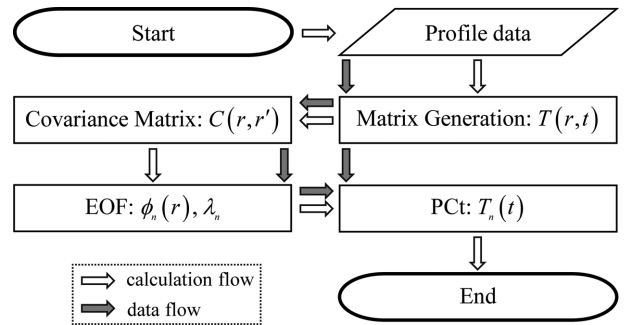 Start
Profile data
Covariance Matrix: C(r,r′)
Matrix Generation: T(r,t)
EOF: ϕₙ(r), λₙ
PCt: Tₙ(t)
calculation flow
data flow
End